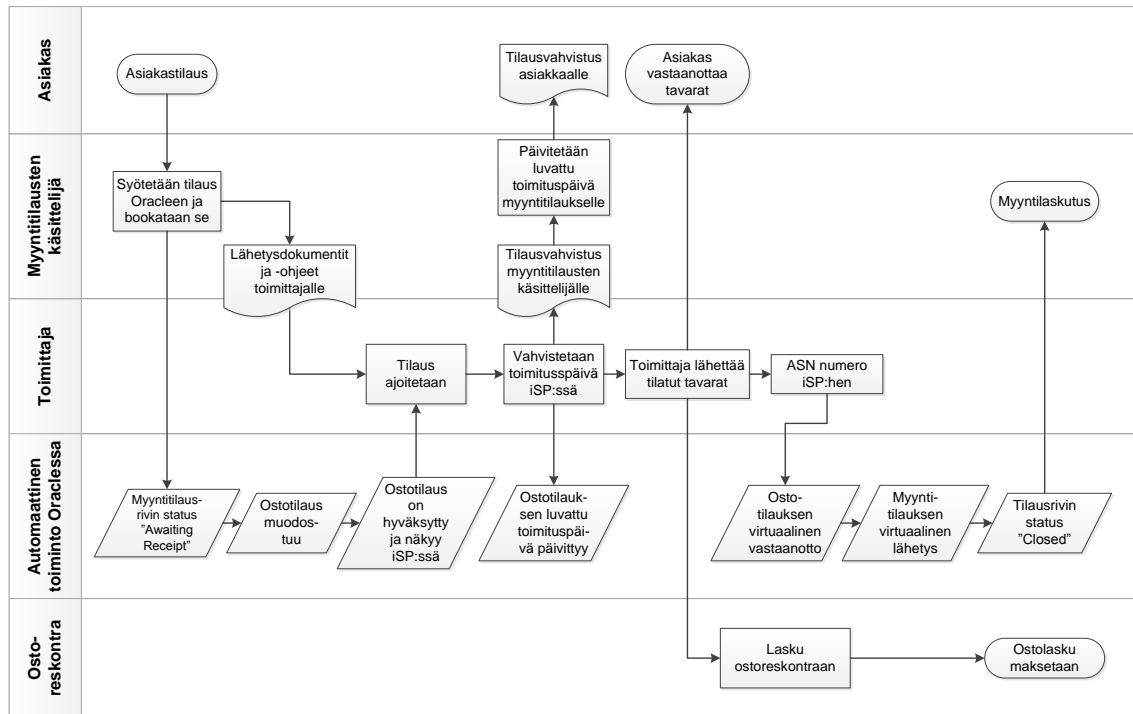 Asiakas
Asiakastilaus
Tilausvahvistus
asiakkaalle
Asiakas
vastaanottaa
tavarat
Myyntitilausten
käsittelijä
Syötetään tilaus
Oracleen ja
bookataan se
Lähetysdokumentit
ja -ohjeet
toimittajalle
Päivitetään
luvattu
toimituspäivä
myyntitilaukselle
Tilausvahvistus
myyntitilausten
käsittelijälle
Myyntilaskutus
Toimittaja
Tilaus
ajoitetaan
Vahvistetaan
toimitusspäivä
iSP:ssä
Toimittaja lähettää
tilatut tavarat
ASN numero
iSP:hen
Automaattinen
toiminto Oraclessa
Myyntitilaus-
rivin status
”Awaiting
Receipt”
Ostotilaus
muodos-
tuu
Ostotilaus
on
hyväksytty
ja näkyy
iSP:ssä
Ostotilauk-
sen luvattu
toimituspäi-
vä päivittyy
Osto-
tilauksen
virtuaalinen
vastaanotto
Myynti-
tilauksen
virtuaalinen
lähetys
Tilausrivin
status
”Closed”
Osto-
reskontra
Lasku
ostoreskontraan
Ostolasku
maksetaan